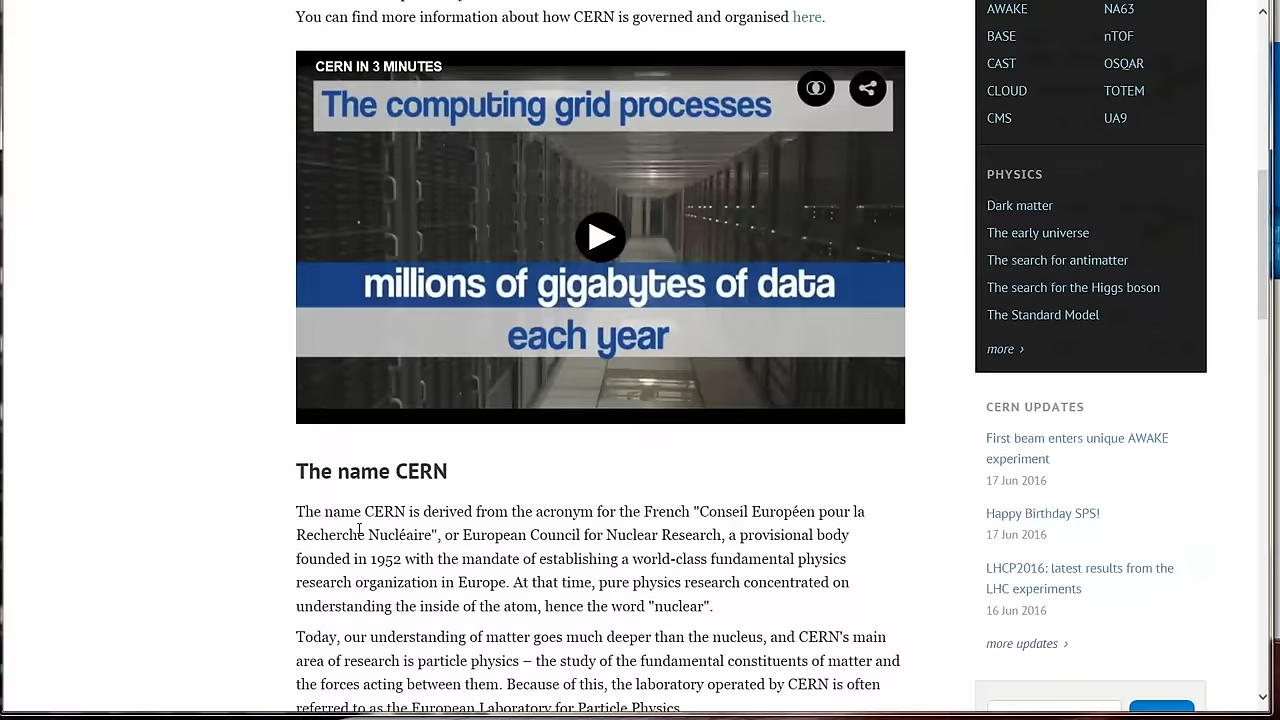 You can find more information about how CERN is governed and organised here.
CERN IN 3 MINUTES
The computing grid processes
millions of gigabytes of data
each year
The name CERN
The name CERN is derived from the acronym for the French "Conseil Européen pour la
Recherche Nucléaire", or European Council for Nuclear Research, a provisional body
founded in 1952 with the mandate of establishing a world-class fundamental physics
research organization in Europe. At that time, pure physics research concentrated on
understanding the inside of the atom, hence the word "nuclear".
Today, our understanding of matter goes much deeper than the nucleus, and CERN's main
area of research is particle physics – the study of the fundamental constituents of matter and
the forces acting between them. Because of this, the laboratory operated by CERN is often
referred to as the European Laboratory for Particle Physics.
AWAKE NA63
BASE nTOF
CAST OSQAR
CLOUD TOTEM
CMS UA9
PHYSICS
Dark matter
The early universe
The search for antimatter
The search for the Higgs boson
The Standard Model
more ›
CERN UPDATES
First beam enters unique AWAKE
experiment
17 Jun 2016
Happy Birthday SPS!
17 Jun 2016
LHCP2016: latest results from the
LHC experiments
16 Jun 2016
more updates ›